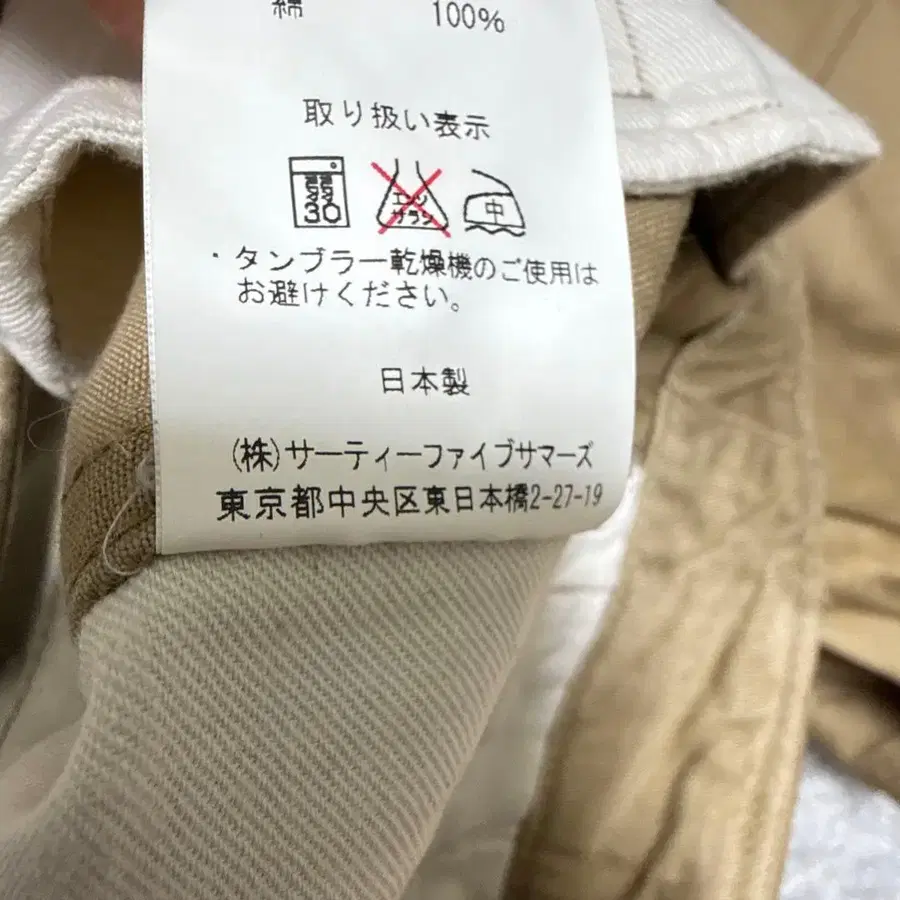 綿 100%
取り扱い表示
弱
30
エンソ
サラシ
中
・タンブラー乾燥機のご使用は
お避けください。
日本製
(株)サーティーファイブサマーズ
東京都中央区東日本橋2-27-19